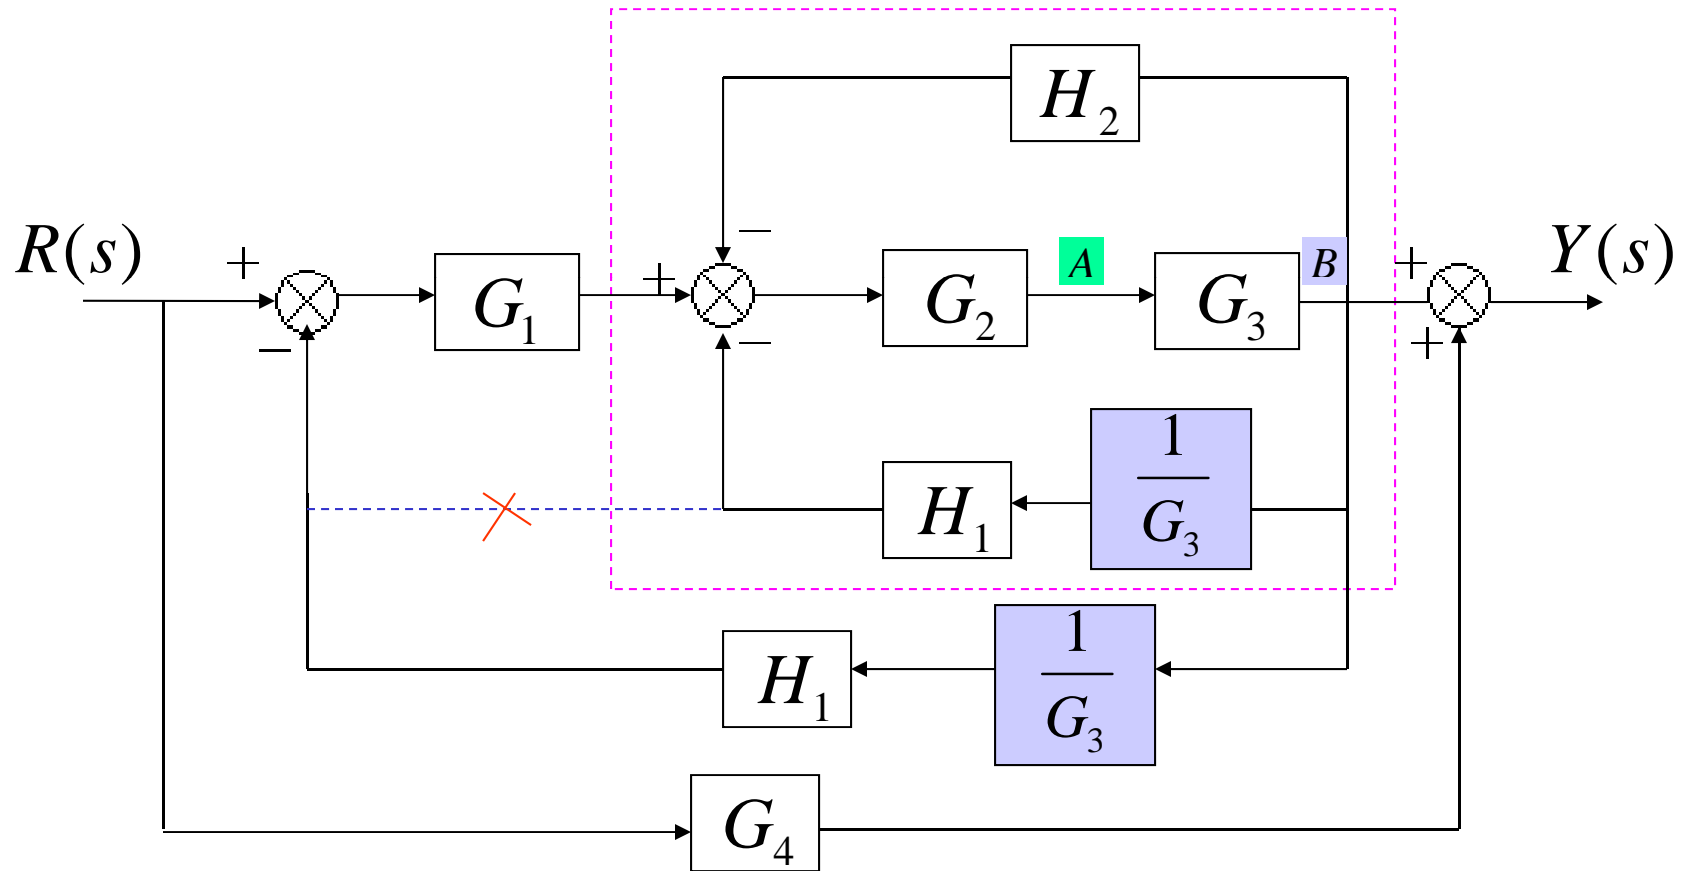 H₂
R(s) + + − A B + Y(s)
G₁ G₂ G₃
− − +
H₁ 1/G₃
H₁ 1/G₃
G₄